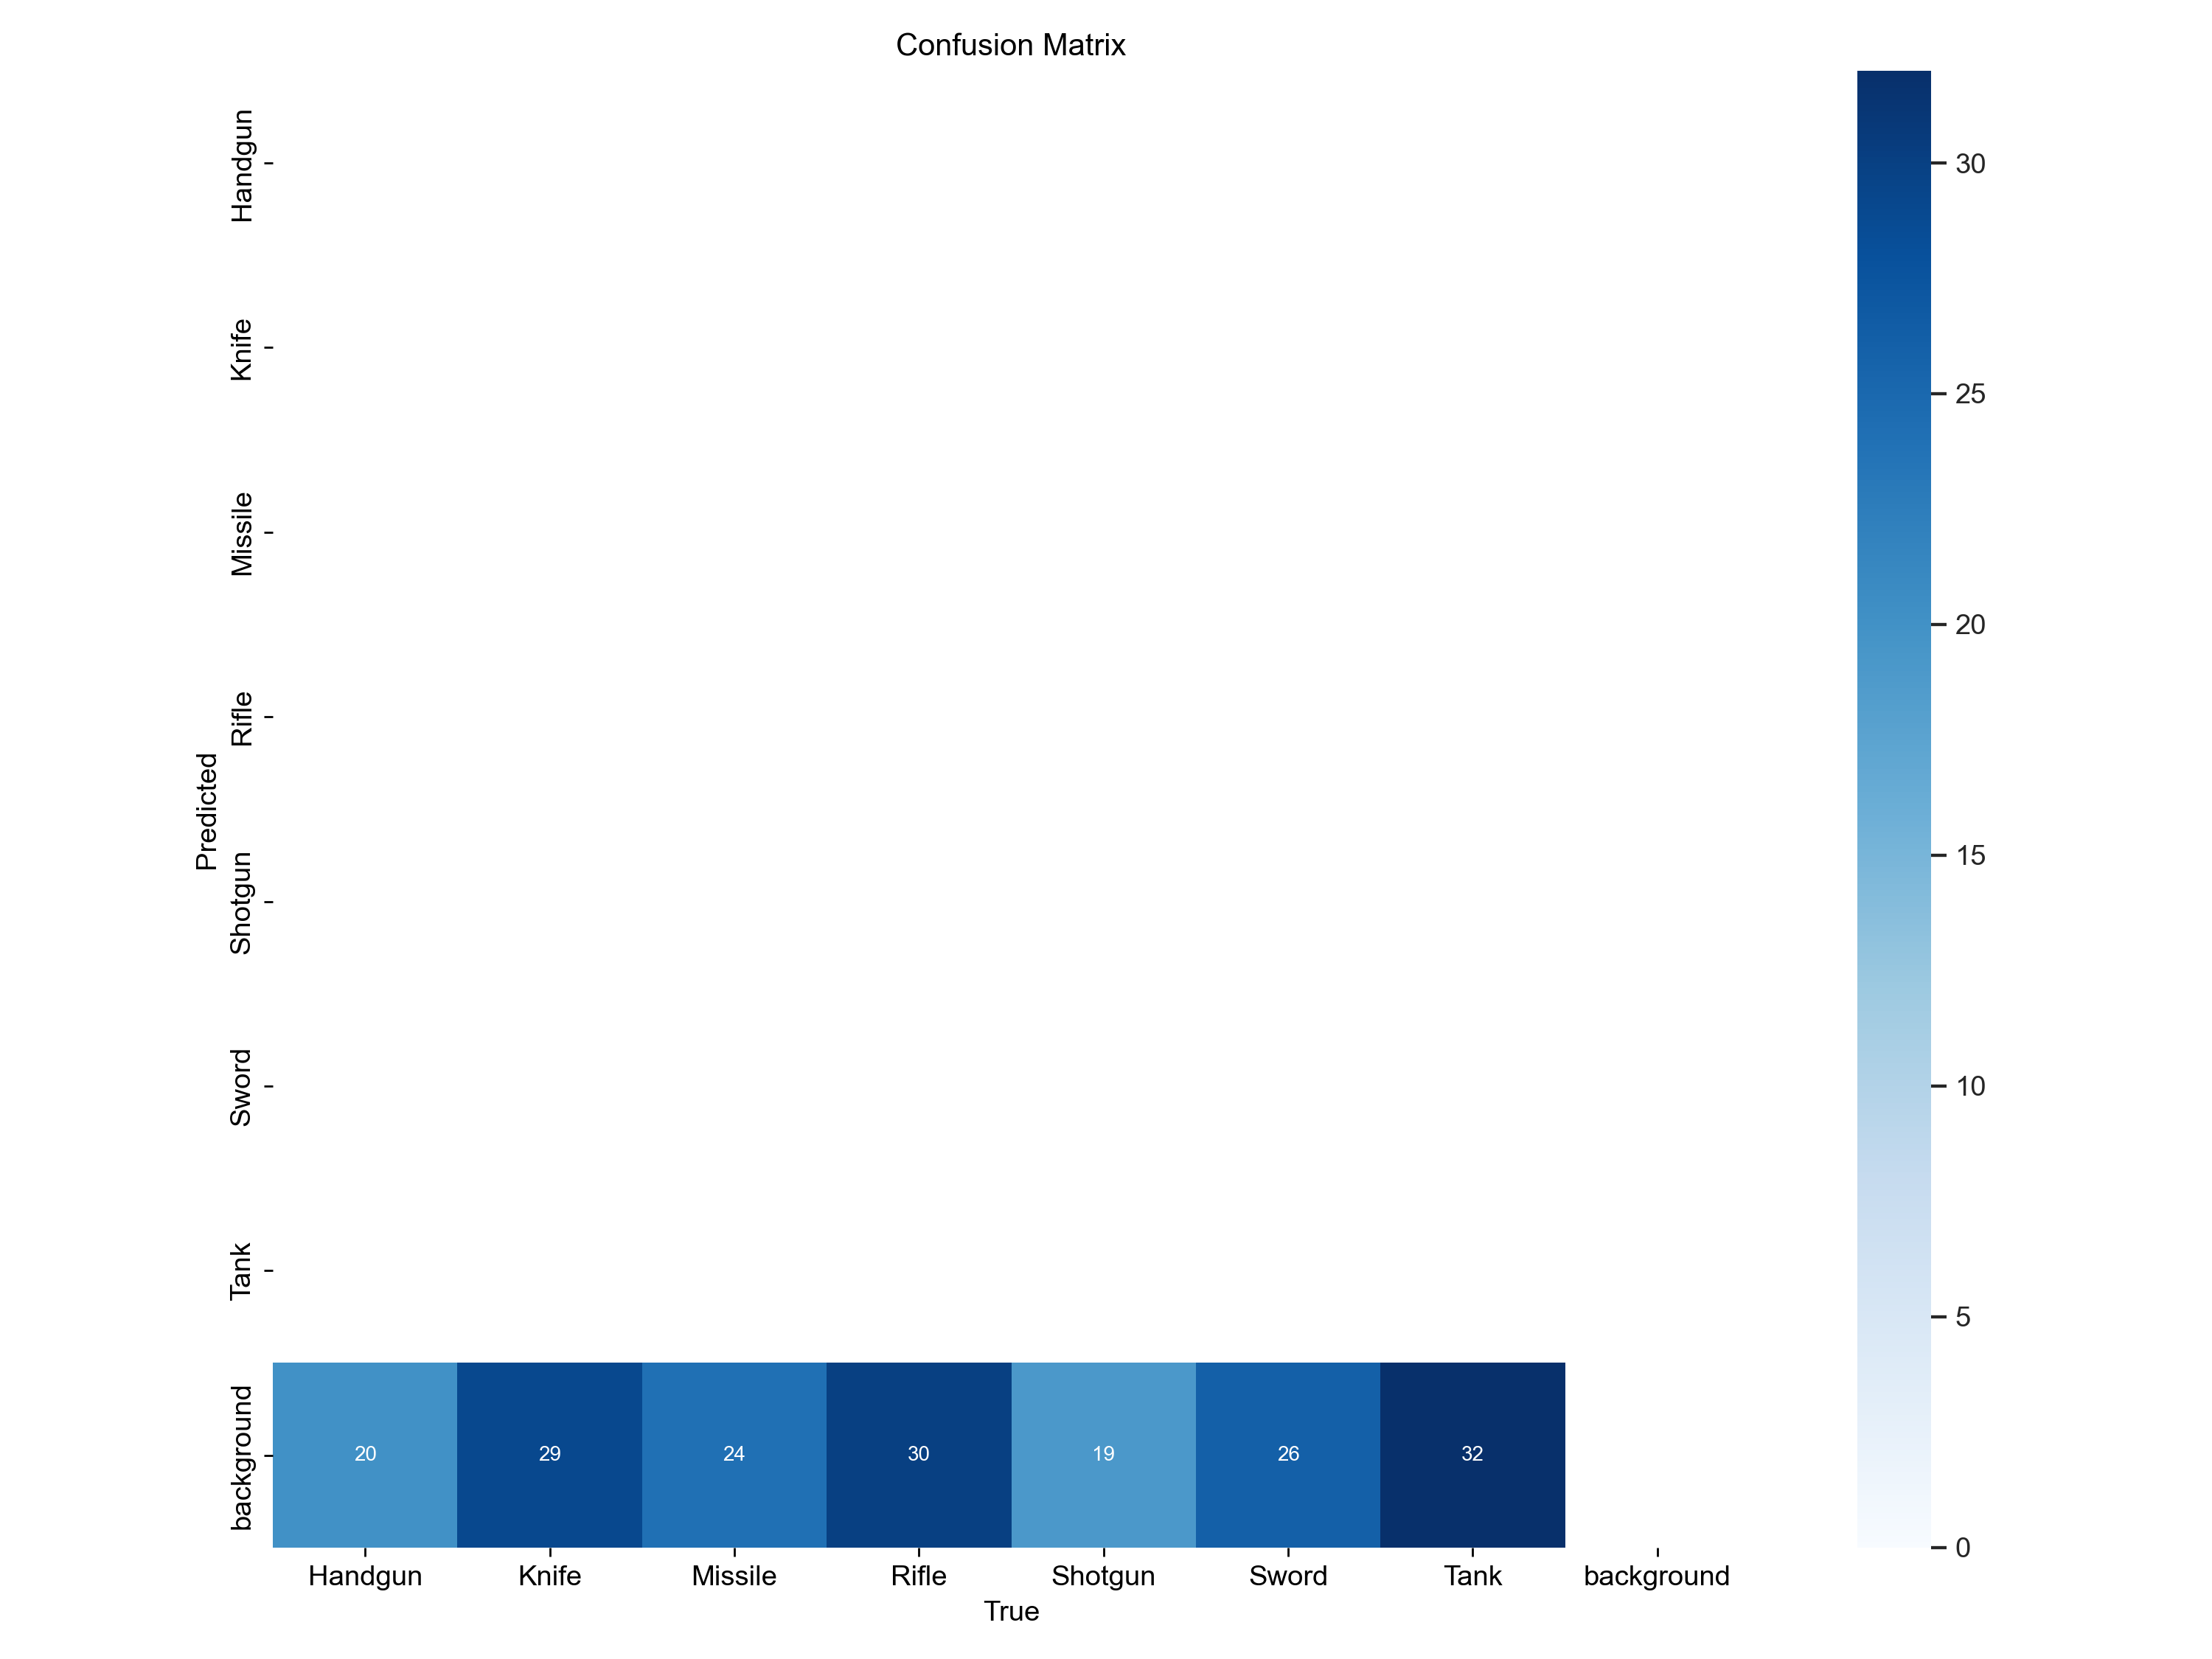 Confusion Matrix
Handgun
Knife
Missile
Rifle
Shotgun
Sword
Tank
background
Predicted
20 29 24 30 19 26 32
Handgun Knife Missile Rifle Shotgun Sword Tank background
True
30
25
20
15
10
5
0